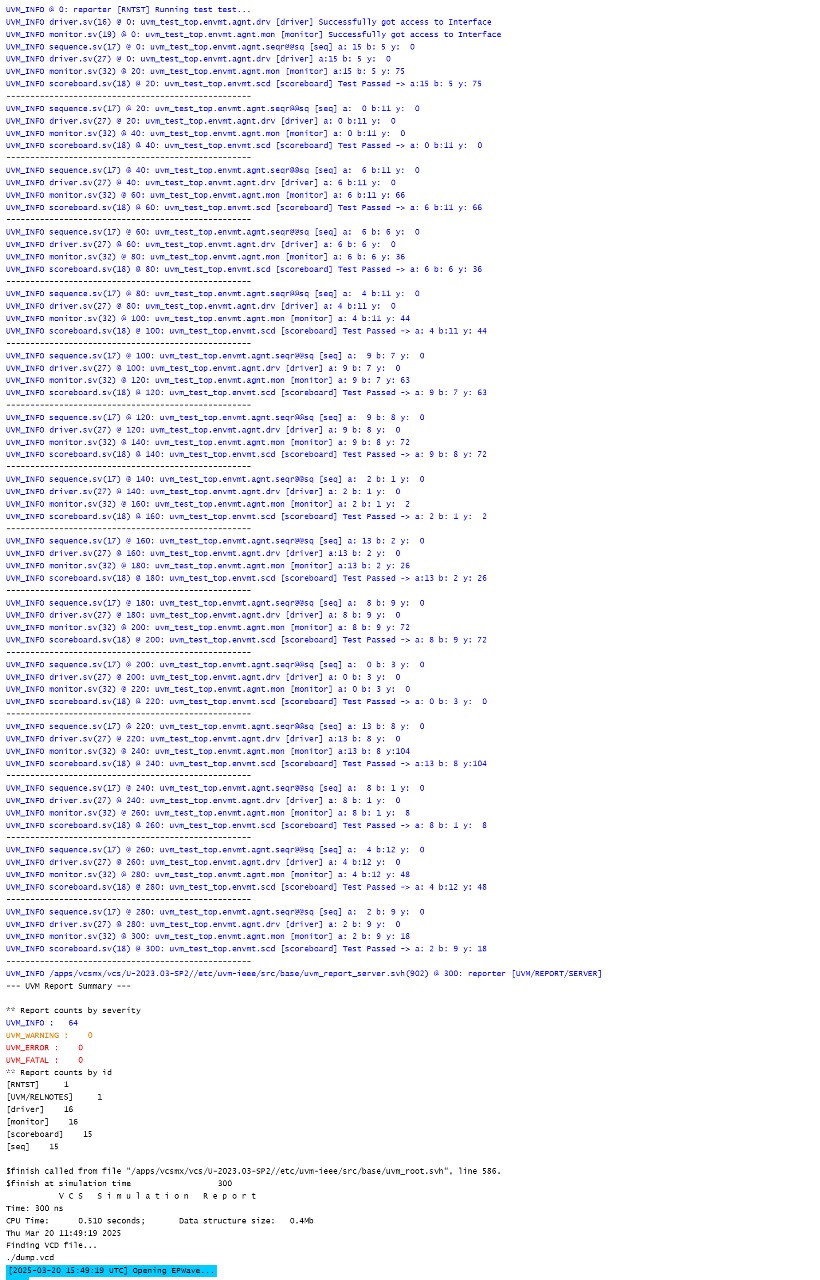 UVM_INFO @ 0: reporter [RNTST] Running test test...
UVM_INFO driver.sv(16) @ 0: uvm_test_top.envmt.agnt.drv [driver] Successfully got access to Interface
UVM_INFO monitor.sv(19) @ 0: uvm_test_top.envmt.agnt.mon [monitor] Successfully got access to Interface
UVM_INFO sequence.sv(17) @ 0: uvm_test_top.envmt.agnt.seqr@@sq [seq] a: 15 b: 5 y:  0
UVM_INFO driver.sv(27) @ 0: uvm_test_top.envmt.agnt.drv [driver] a:15 b: 5 y:  0
UVM_INFO monitor.sv(32) @ 20: uvm_test_top.envmt.agnt.mon [monitor] a:15 b: 5 y: 75
UVM_INFO scoreboard.sv(18) @ 20: uvm_test_top.envmt.scd [scoreboard] Test Passed -> a:15 b: 5 y: 75
---------------------------------------------------
UVM_INFO sequence.sv(17) @ 20: uvm_test_top.envmt.agnt.seqr@@sq [seq] a:  0 b:11 y:  0
UVM_INFO driver.sv(27) @ 20: uvm_test_top.envmt.agnt.drv [driver] a: 0 b:11 y:  0
UVM_INFO monitor.sv(32) @ 40: uvm_test_top.envmt.agnt.mon [monitor] a: 0 b:11 y:  0
UVM_INFO scoreboard.sv(18) @ 40: uvm_test_top.envmt.scd [scoreboard] Test Passed -> a: 0 b:11 y:  0
---------------------------------------------------
UVM_INFO sequence.sv(17) @ 40: uvm_test_top.envmt.agnt.seqr@@sq [seq] a:  6 b:11 y:  0
UVM_INFO driver.sv(27) @ 40: uvm_test_top.envmt.agnt.drv [driver] a: 6 b:11 y:  0
UVM_INFO monitor.sv(32) @ 60: uvm_test_top.envmt.agnt.mon [monitor] a: 6 b:11 y: 66
UVM_INFO scoreboard.sv(18) @ 60: uvm_test_top.envmt.scd [scoreboard] Test Passed -> a: 6 b:11 y: 66
---------------------------------------------------
UVM_INFO sequence.sv(17) @ 60: uvm_test_top.envmt.agnt.seqr@@sq [seq] a:  6 b: 6 y:  0
UVM_INFO driver.sv(27) @ 60: uvm_test_top.envmt.agnt.drv [driver] a: 6 b: 6 y:  0
UVM_INFO monitor.sv(32) @ 80: uvm_test_top.envmt.agnt.mon [monitor] a: 6 b: 6 y: 36
UVM_INFO scoreboard.sv(18) @ 80: uvm_test_top.envmt.scd [scoreboard] Test Passed -> a: 6 b: 6 y: 36
---------------------------------------------------
UVM_INFO sequence.sv(17) @ 80: uvm_test_top.envmt.agnt.seqr@@sq [seq] a:  4 b:11 y:  0
UVM_INFO driver.sv(27) @ 80: uvm_test_top.envmt.agnt.drv [driver] a: 4 b:11 y:  0
UVM_INFO monitor.sv(32) @ 100: uvm_test_top.envmt.agnt.mon [monitor] a: 4 b:11 y: 44
UVM_INFO scoreboard.sv(18) @ 100: uvm_test_top.envmt.scd [scoreboard] Test Passed -> a: 4 b:11 y: 44
---------------------------------------------------
UVM_INFO sequence.sv(17) @ 100: uvm_test_top.envmt.agnt.seqr@@sq [seq] a:  9 b: 7 y:  0
UVM_INFO driver.sv(27) @ 100: uvm_test_top.envmt.agnt.drv [driver] a: 9 b: 7 y:  0
UVM_INFO monitor.sv(32) @ 120: uvm_test_top.envmt.agnt.mon [monitor] a: 9 b: 7 y: 63
UVM_INFO scoreboard.sv(18) @ 120: uvm_test_top.envmt.scd [scoreboard] Test Passed -> a: 9 b: 7 y: 63
---------------------------------------------------
UVM_INFO sequence.sv(17) @ 120: uvm_test_top.envmt.agnt.seqr@@sq [seq] a:  9 b: 8 y:  0
UVM_INFO driver.sv(27) @ 120: uvm_test_top.envmt.agnt.drv [driver] a: 9 b: 8 y:  0
UVM_INFO monitor.sv(32) @ 140: uvm_test_top.envmt.agnt.mon [monitor] a: 9 b: 8 y: 72
UVM_INFO scoreboard.sv(18) @ 140: uvm_test_top.envmt.scd [scoreboard] Test Passed -> a: 9 b: 8 y: 72
---------------------------------------------------
UVM_INFO sequence.sv(17) @ 140: uvm_test_top.envmt.agnt.seqr@@sq [seq] a:  2 b: 1 y:  0
UVM_INFO driver.sv(27) @ 140: uvm_test_top.envmt.agnt.drv [driver] a: 2 b: 1 y:  0
UVM_INFO monitor.sv(32) @ 160: uvm_test_top.envmt.agnt.mon [monitor] a: 2 b: 1 y:  2
UVM_INFO scoreboard.sv(18) @ 160: uvm_test_top.envmt.scd [scoreboard] Test Passed -> a: 2 b: 1 y:  2
---------------------------------------------------
UVM_INFO sequence.sv(17) @ 160: uvm_test_top.envmt.agnt.seqr@@sq [seq] a: 13 b: 2 y:  0
UVM_INFO driver.sv(27) @ 160: uvm_test_top.envmt.agnt.drv [driver] a:13 b: 2 y:  0
UVM_INFO monitor.sv(32) @ 180: uvm_test_top.envmt.agnt.mon [monitor] a:13 b: 2 y: 26
UVM_INFO scoreboard.sv(18) @ 180: uvm_test_top.envmt.scd [scoreboard] Test Passed -> a:13 b: 2 y: 26
---------------------------------------------------
UVM_INFO sequence.sv(17) @ 180: uvm_test_top.envmt.agnt.seqr@@sq [seq] a:  8 b: 9 y:  0
UVM_INFO driver.sv(27) @ 180: uvm_test_top.envmt.agnt.drv [driver] a: 8 b: 9 y:  0
UVM_INFO monitor.sv(32) @ 200: uvm_test_top.envmt.agnt.mon [monitor] a: 8 b: 9 y: 72
UVM_INFO scoreboard.sv(18) @ 200: uvm_test_top.envmt.scd [scoreboard] Test Passed -> a: 8 b: 9 y: 72
---------------------------------------------------
UVM_INFO sequence.sv(17) @ 200: uvm_test_top.envmt.agnt.seqr@@sq [seq] a:  0 b: 3 y:  0
UVM_INFO driver.sv(27) @ 200: uvm_test_top.envmt.agnt.drv [driver] a: 0 b: 3 y:  0
UVM_INFO monitor.sv(32) @ 220: uvm_test_top.envmt.agnt.mon [monitor] a: 0 b: 3 y:  0
UVM_INFO scoreboard.sv(18) @ 220: uvm_test_top.envmt.scd [scoreboard] Test Passed -> a: 0 b: 3 y:  0
---------------------------------------------------
UVM_INFO sequence.sv(17) @ 220: uvm_test_top.envmt.agnt.seqr@@sq [seq] a: 13 b: 8 y:  0
UVM_INFO driver.sv(27) @ 220: uvm_test_top.envmt.agnt.drv [driver] a:13 b: 8 y:  0
UVM_INFO monitor.sv(32) @ 240: uvm_test_top.envmt.agnt.mon [monitor] a:13 b: 8 y:104
UVM_INFO scoreboard.sv(18) @ 240: uvm_test_top.envmt.scd [scoreboard] Test Passed -> a:13 b: 8 y:104
---------------------------------------------------
UVM_INFO sequence.sv(17) @ 240: uvm_test_top.envmt.agnt.seqr@@sq [seq] a:  8 b: 1 y:  0
UVM_INFO driver.sv(27) @ 240: uvm_test_top.envmt.agnt.drv [driver] a: 8 b: 1 y:  0
UVM_INFO monitor.sv(32) @ 260: uvm_test_top.envmt.agnt.mon [monitor] a: 8 b: 1 y:  8
UVM_INFO scoreboard.sv(18) @ 260: uvm_test_top.envmt.scd [scoreboard] Test Passed -> a: 8 b: 1 y:  8
---------------------------------------------------
UVM_INFO sequence.sv(17) @ 260: uvm_test_top.envmt.agnt.seqr@@sq [seq] a:  4 b:12 y:  0
UVM_INFO driver.sv(27) @ 260: uvm_test_top.envmt.agnt.drv [driver] a: 4 b:12 y:  0
UVM_INFO monitor.sv(32) @ 280: uvm_test_top.envmt.agnt.mon [monitor] a: 4 b:12 y: 48
UVM_INFO scoreboard.sv(18) @ 280: uvm_test_top.envmt.scd [scoreboard] Test Passed -> a: 4 b:12 y: 48
---------------------------------------------------
UVM_INFO sequence.sv(17) @ 280: uvm_test_top.envmt.agnt.seqr@@sq [seq] a:  2 b: 9 y:  0
UVM_INFO driver.sv(27) @ 280: uvm_test_top.envmt.agnt.drv [driver] a: 2 b: 9 y:  0
UVM_INFO monitor.sv(32) @ 300: uvm_test_top.envmt.agnt.mon [monitor] a: 2 b: 9 y: 18
UVM_INFO scoreboard.sv(18) @ 300: uvm_test_top.envmt.scd [scoreboard] Test Passed -> a: 2 b: 9 y: 18
---------------------------------------------------
UVM_INFO /apps/vcsmx/vcs/U-2023.03-SP2//etc/uvm-ieee/src/base/uvm_report_server.svh(902) @ 300: reporter [UVM/REPORT/SERVER]
--- UVM Report Summary ---

** Report counts by severity
UVM_INFO :   64
UVM_WARNING :    0
UVM_ERROR :    0
UVM_FATAL :    0
** Report counts by id
[RNTST]     1
[UVM/RELNOTES]     1
[driver]    16
[monitor]    16
[scoreboard]    15
[seq]    15

$finish called from file "/apps/vcsmx/vcs/U-2023.03-SP2//etc/uvm-ieee/src/base/uvm_root.svh", line 586.
$finish at simulation time                  300
           V C S   S i m u l a t i o n   R e p o r t
Time: 300 ns
CPU Time:      0.510 seconds;       Data structure size:   0.4Mb
Thu Mar 20 11:49:19 2025
Finding VCD file...
./dump.vcd
[2025-03-20 15:49:19 UTC] Opening EPWave...